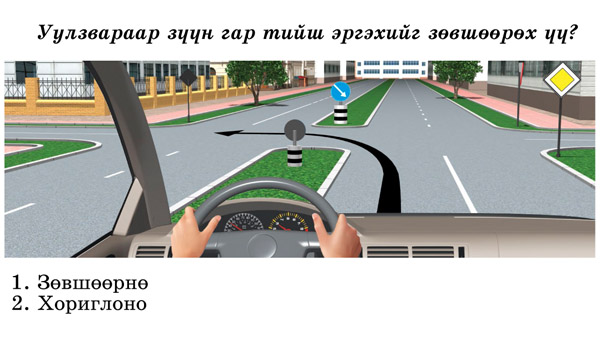 Уулзвараар зүүн гар тийш эргэхийг зөвшөөрөх үү?
1. Зөвшөөрнө
2. Хориглоно